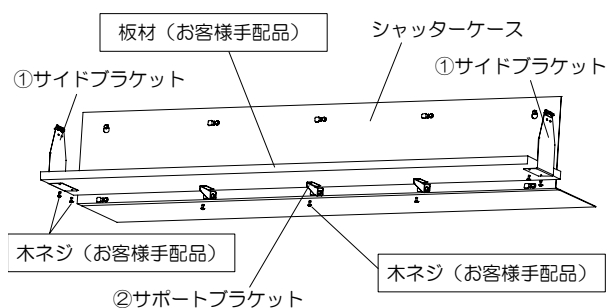 板材（お客様手配品）
シャッターケース
①サイドブラケット
①サイドブラケット
木ネジ（お客様手配品）
木ネジ（お客様手配品）
②サポートブラケット